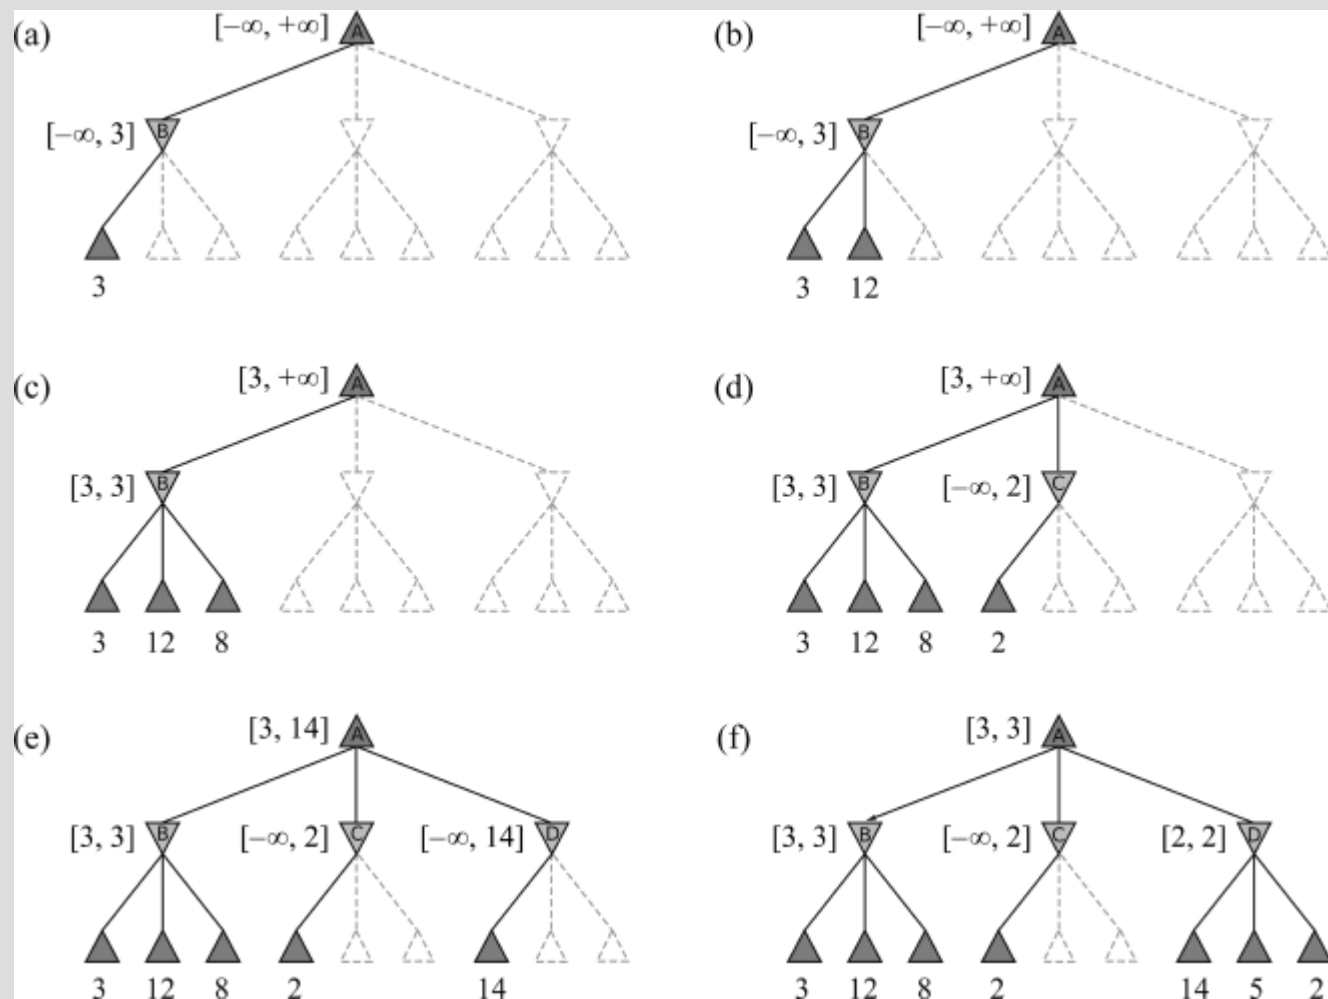 (a) [−∞, +∞] A
[−∞, 3] B
3
(b) [−∞, +∞] A
[−∞, 3] B
3 12
(c) [3, +∞] A
[3, 3] B
3 12 8
(d) [3, +∞] A
[3, 3] B [−∞, 2] C
3 12 8 2
(e) [3, 14] A
[3, 3] B [−∞, 2] C [−∞, 14] D
3 12 8 2 14
(f) [3, 3] A
[3, 3] B [−∞, 2] C [2, 2] D
3 12 8 2 14 5 2